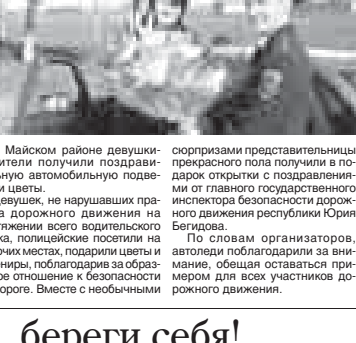 Майском районе девушки-
ители получили поздрави-
ную автомобильную подве-
и цветы.
евушек, не нарушавших пра-
а дорожного движения на
тяжении всего водительского
ка, полицейские посетили на
очих местах, подарили цветы и
ниры, поблагодарив за образ-
ое отношение к безопасности
ороге. Вместе с необычными
сюрпризами представительницы
прекрасного пола получили в по-
дарок открытки с поздравления-
ми от главного государственного
инспектора безопасности дорож-
ного движения республики Юрия
Бегидова.
По словам организаторов,
автоледи поблагодарили за вни-
мание, обещая оставаться при-
мером для всех участников до-
рожного движения.
береги себя!